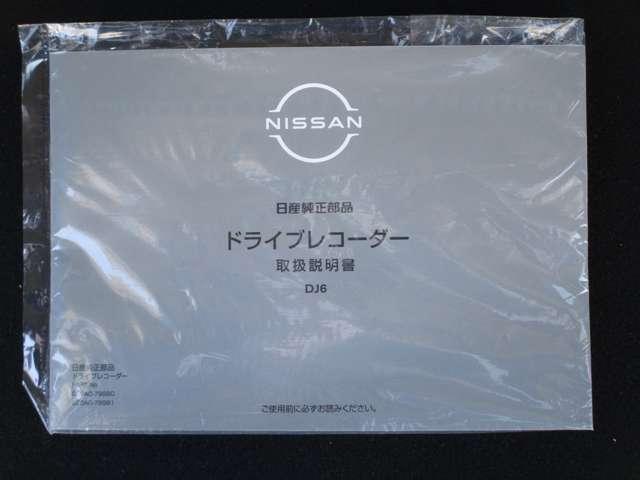 NISSAN
日産純正部品
ドライブレコーダー
取扱説明書
DJ6
日産純正部品
ドライブレコーダー
ご使用前に必ずお読みください。